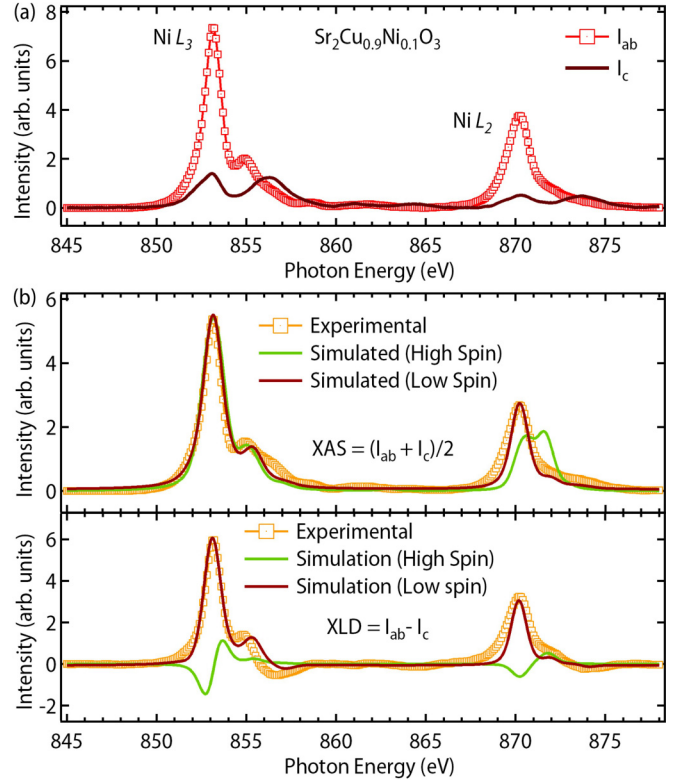 (a)
Ni L3
Sr2Cu0.9Ni0.1O3
Iab
Ic
Ni L2
Intensity (arb. units)
8
6
4
2
0
845 850 855 860 865 870 875
Photon Energy (eV)
(b)
Experimental
Simulated (High Spin)
Simulated (Low Spin)
XAS = (Iab + Ic)/2
Intensity (arb. units)
6
4
2
0
Experimental
Simulation (High Spin)
Simulation (Low spin)
XLD = Iab- Ic
Intensity (arb. units)
6
4
2
0
-2
845 850 855 860 865 870 875
Photon Energy (eV)